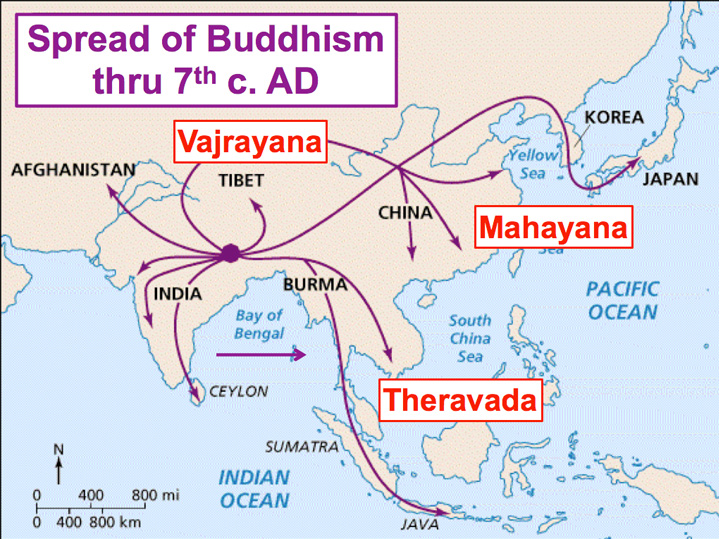 Spread of Buddhism
thru 7th c. AD
Vajrayana
KOREA
Yellow
Sea
AFGHANISTAN
TIBET
JAPAN
CHINA
Mahayana
Sea
INDIA
BURMA
PACIFIC
OCEAN
Bay of
Bengal
South
China
Sea
CEYLON
Theravada
SUMATRA
N
INDIAN
OCEAN
0 400 800 mi
0 400 800 km
JAVA